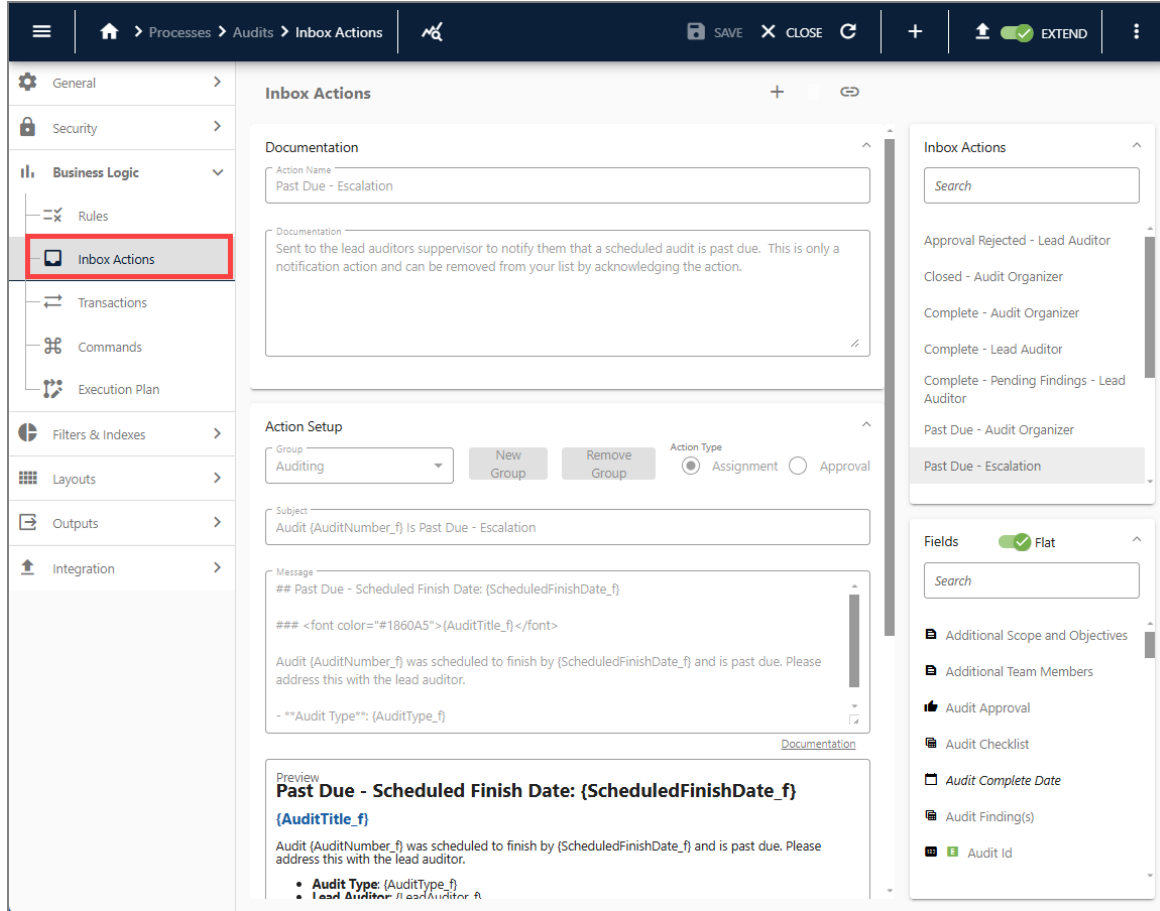 Processes > Audits > Inbox Actions
SAVE
CLOSE
EXTEND
General
Security
Business Logic
Rules
Inbox Actions
Transactions
Commands
Execution Plan
Filters & Indexes
Layouts
Outputs
Integration
Inbox Actions
Documentation
Action Name
Past Due - Escalation
Documentation
Sent to the lead auditors suppervisor to notify them that a scheduled audit is past due. This is only a
notification action and can be removed from your list by acknowledging the action.
Action Setup
Group
Auditing
New
Group
Remove
Group
Action Type
Assignment
Approval
Subject
Audit {AuditNumber_f} Is Past Due - Escalation
Message
## Past Due - Scheduled Finish Date: {ScheduledFinishDate_f}
### <font color="#1860A5">{AuditTitle_f}</font>
Audit {AuditNumber_f} was scheduled to finish by {ScheduledFinishDate_f} and is past due. Please
address this with the lead auditor.
- **Audit Type**: {AuditType_f}
Documentation
Preview
Past Due - Scheduled Finish Date: {ScheduledFinishDate_f}
{AuditTitle_f}
Audit {AuditNumber_f} was scheduled to finish by {ScheduledFinishDate_f} and is past due. Please
address this with the lead auditor.
• Audit Type: {AuditType_f}
• Lead Auditor: {LeadAuditor_f}
Inbox Actions
Search
Approval Rejected - Lead Auditor
Closed - Audit Organizer
Complete - Audit Organizer
Complete - Lead Auditor
Complete - Pending Findings - Lead
Auditor
Past Due - Audit Organizer
Past Due - Escalation
Fields
Flat
Search
Additional Scope and Objectives
Additional Team Members
Audit Approval
Audit Checklist
Audit Complete Date
Audit Finding(s)
123 E Audit Id